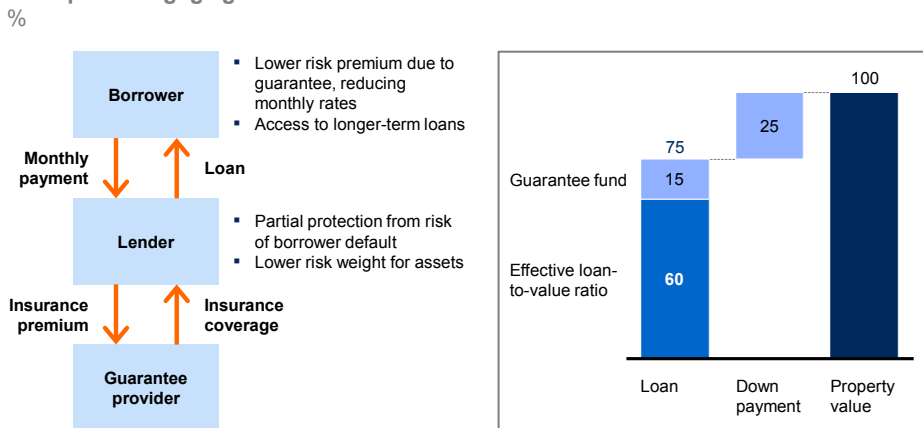 %
Borrower
▪ Lower risk premium due to
guarantee, reducing
monthly rates
▪ Access to longer-term loans
Monthly
payment
Loan
Lender
▪ Partial protection from risk
of borrower default
▪ Lower risk weight for assets
Insurance
premium
Insurance
coverage
Guarantee
provider
100
25
75
Guarantee fund
15
Effective loan-
to-value ratio
60
Loan
Down
payment
Property
value